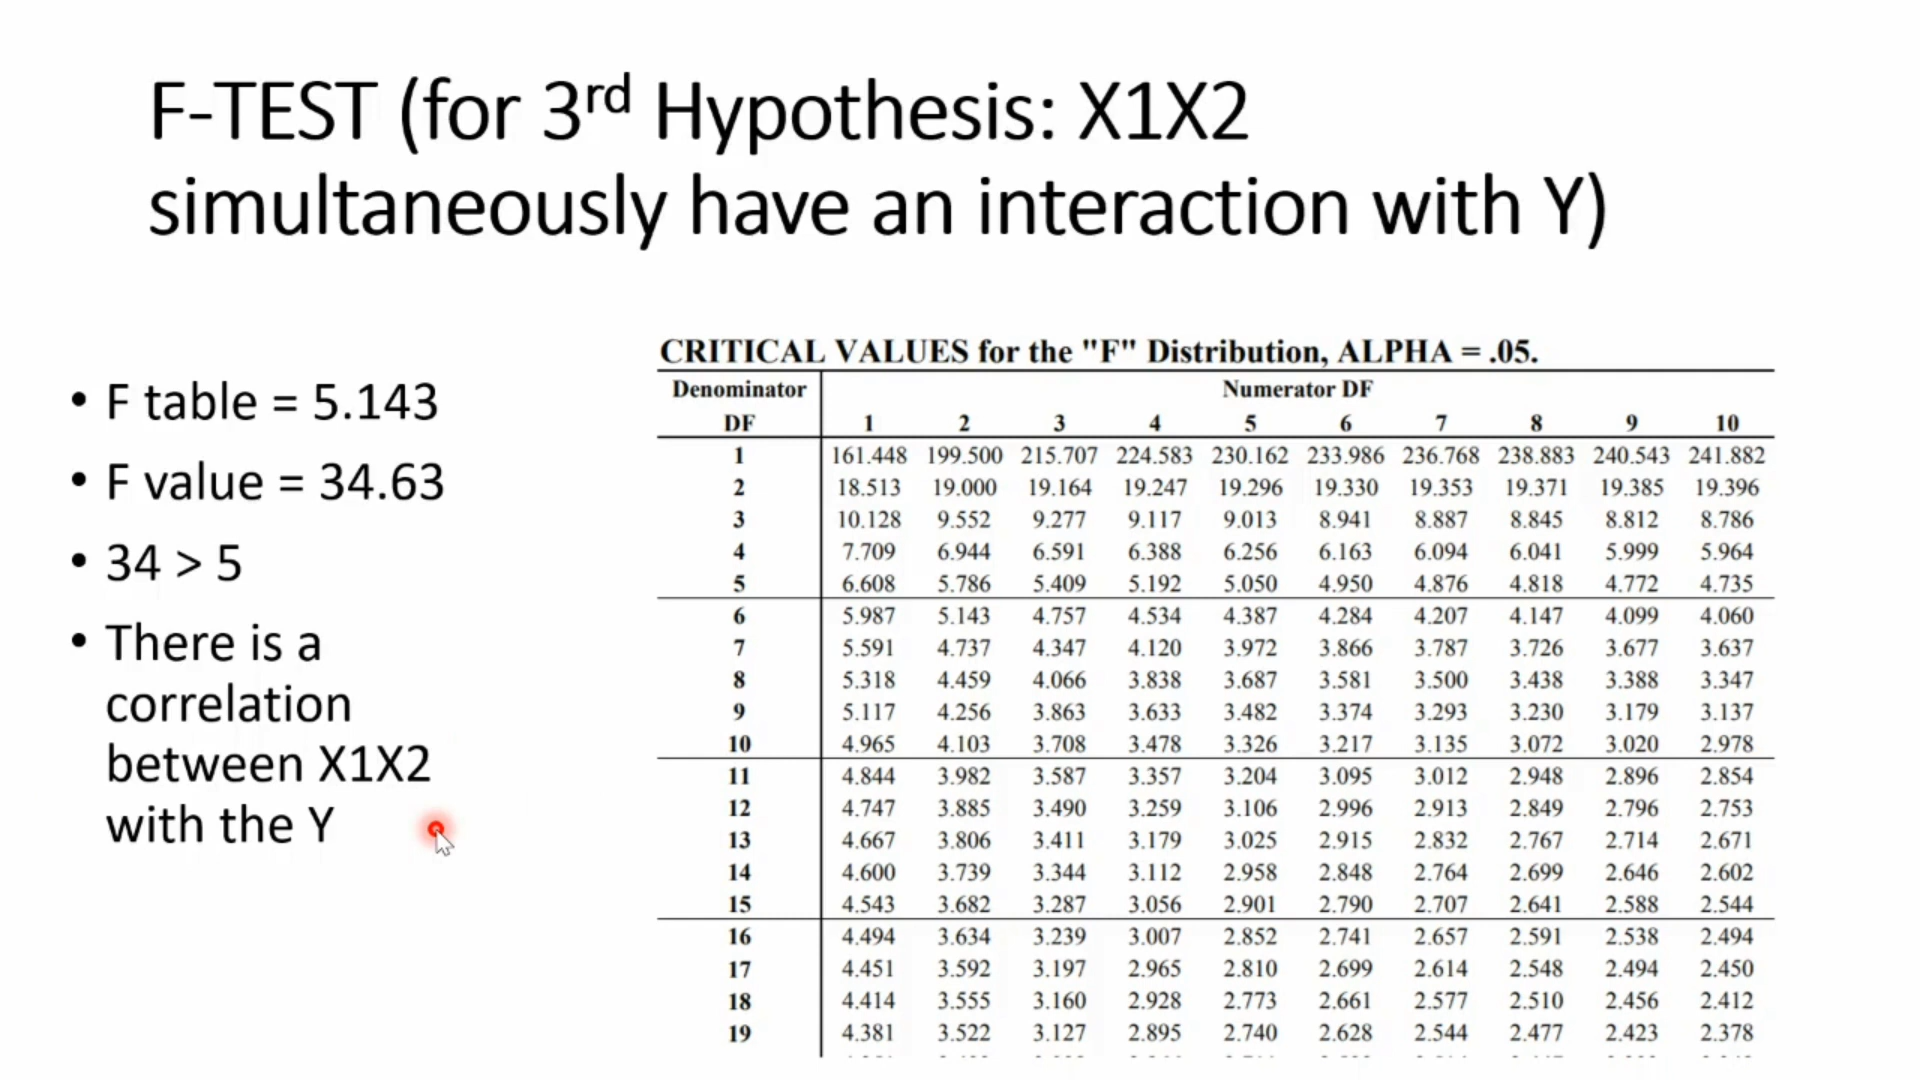 F-TEST (for 3rd Hypothesis: X1X2
simultaneously have an interaction with Y)
• F table = 5.143
• F value = 34.63
• 34 > 5
• There is a
correlation
between X1X2
with the Y
CRITICAL VALUES for the "F" Distribution, ALPHA = .05.
Denominator Numerator DF
DF 1 2 3 4 5 6 7 8 9 10
1 161.448 199.500 215.707 224.583 230.162 233.986 236.768 238.883 240.543 241.882
2 18.513 19.000 19.164 19.247 19.296 19.330 19.353 19.371 19.385 19.396
3 10.128 9.552 9.277 9.117 9.013 8.941 8.887 8.845 8.812 8.786
4 7.709 6.944 6.591 6.388 6.256 6.163 6.094 6.041 5.999 5.964
5 6.608 5.786 5.409 5.192 5.050 4.950 4.876 4.818 4.772 4.735
6 5.987 5.143 4.757 4.534 4.387 4.284 4.207 4.147 4.099 4.060
7 5.591 4.737 4.347 4.120 3.972 3.866 3.787 3.726 3.677 3.637
8 5.318 4.459 4.066 3.838 3.687 3.581 3.500 3.438 3.388 3.347
9 5.117 4.256 3.863 3.633 3.482 3.374 3.293 3.230 3.179 3.137
10 4.965 4.103 3.708 3.478 3.326 3.217 3.135 3.072 3.020 2.978
11 4.844 3.982 3.587 3.357 3.204 3.095 3.012 2.948 2.896 2.854
12 4.747 3.885 3.490 3.259 3.106 2.996 2.913 2.849 2.796 2.753
13 4.667 3.806 3.411 3.179 3.025 2.915 2.832 2.767 2.714 2.671
14 4.600 3.739 3.344 3.112 2.958 2.848 2.764 2.699 2.646 2.602
15 4.543 3.682 3.287 3.056 2.901 2.790 2.707 2.641 2.588 2.544
16 4.494 3.634 3.239 3.007 2.852 2.741 2.657 2.591 2.538 2.494
17 4.451 3.592 3.197 2.965 2.810 2.699 2.614 2.548 2.494 2.450
18 4.414 3.555 3.160 2.928 2.773 2.661 2.577 2.510 2.456 2.412
19 4.381 3.522 3.127 2.895 2.740 2.628 2.544 2.477 2.423 2.378